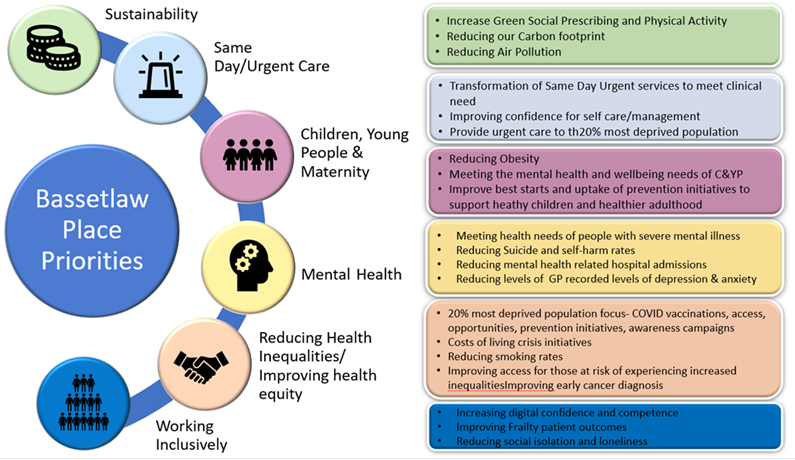 Bassetlaw
Place
Priorities
Sustainability
• Increase Green Social Prescribing and Physical Activity
• Reducing our Carbon footprint
• Reducing Air Pollution
Same
Day/Urgent Care
• Transformation of Same Day Urgent services to meet clinical
need
• Improving confidence for self care/management
• Provide urgent care to th20% most deprived population
Children, Young
People &
Maternity
• Reducing Obesity
• Meeting the mental health and wellbeing needs of C&YP
• Improve best starts and uptake of prevention initiatives to
support heathy children and healthier adulthood
Mental Health
• Meeting health needs of people with severe mental illness
• Reducing Suicide and self-harm rates
• Reducing mental health related hospital admissions
• Reducing levels of GP recorded levels of depression & anxiety
Reducing Health
Inequalities/
Improving health
equity
• 20% most deprived population focus- COVID vaccinations, access,
opportunities, prevention initiatives, awareness campaigns
• Costs of living crisis initiatives
• Reducing smoking rates
• Improving access for those at risk of experiencing increased
inequalitiesImproving early cancer diagnosis
Working
Inclusively
• Increasing digital confidence and competence
• Improving Frailty patient outcomes
• Reducing social isolation and loneliness